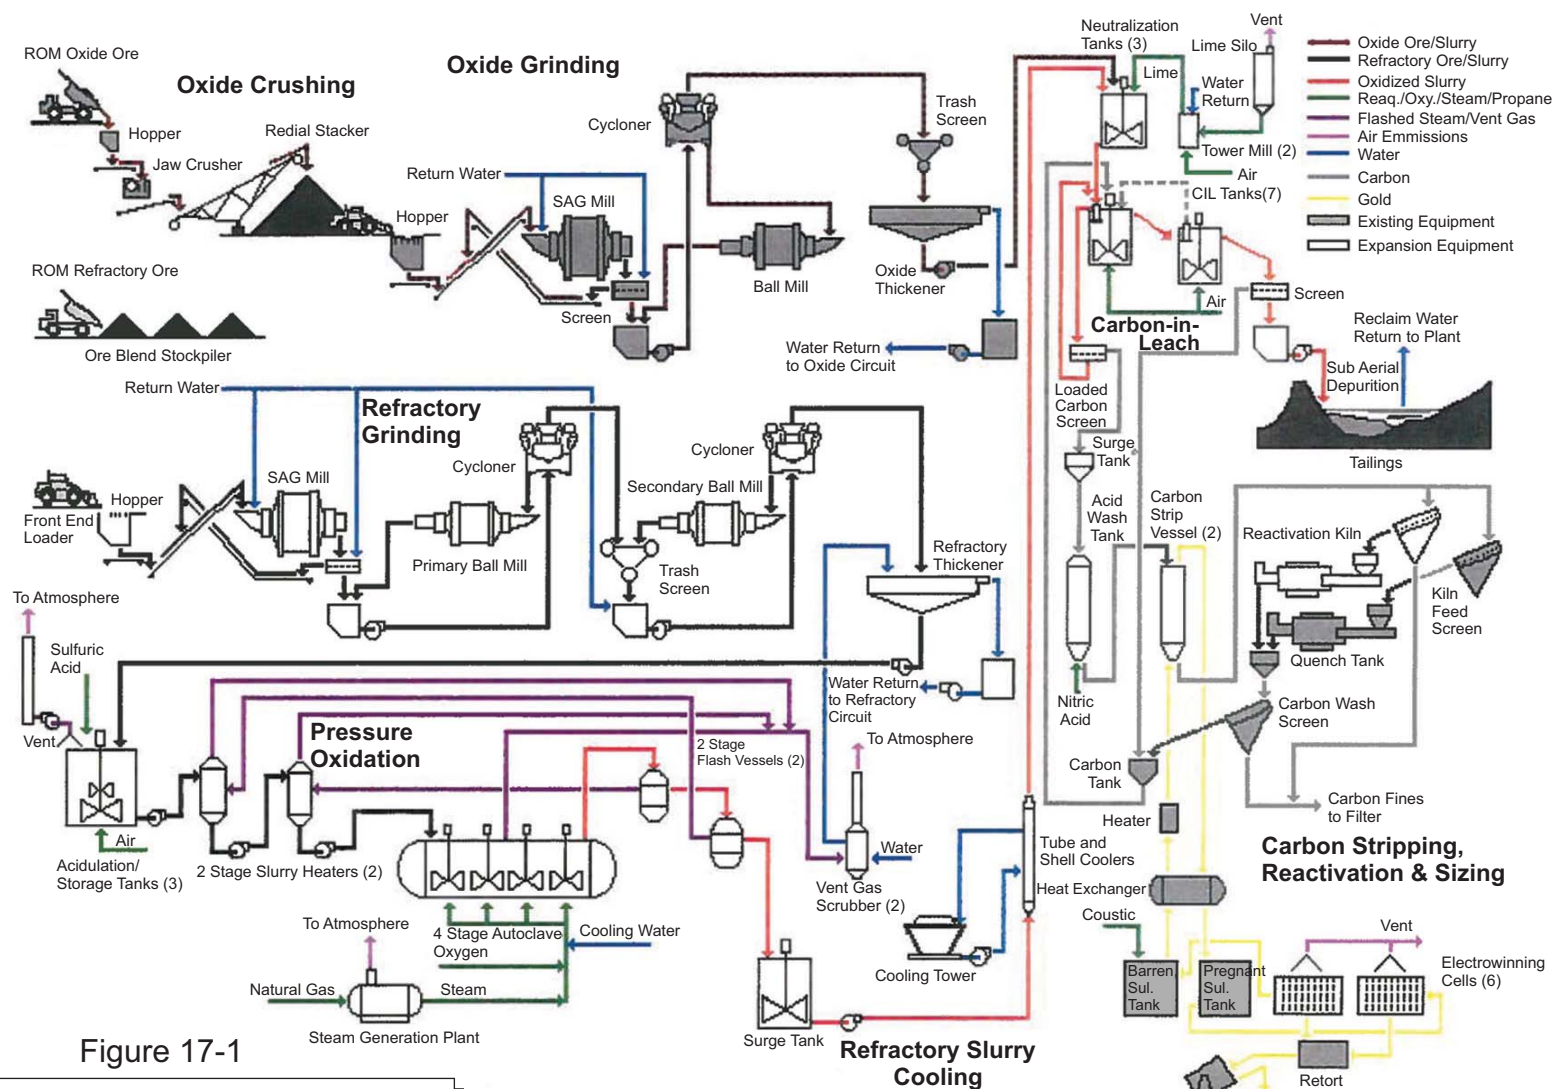 ROM Oxide Ore
Oxide Crushing
Hopper
Jaw Crusher
Redial Stacker
Hopper
Oxide Grinding
Return Water
SAG Mill
Screen
Cycloner
Ball Mill
Trash
Screen
Oxide
Thickener
Water Return
to Oxide Circuit
ROM Refractory Ore
Ore Blend Stockpiler
Neutralization
Tanks (3)
Lime
Lime Silo
Vent
Water
Return
Tower Mill (2)
Air
CIL Tanks(7)
Air
Carbon-in-
Leach
Screen
Reclaim Water
Return to Plant
Sub Aerial
Depurition
Tailings
Oxide Ore/Slurry
Refractory Ore/Slurry
Oxidized Slurry
Reaq./Oxy./Steam/Propane
Flashed Steam/Vent Gas
Air Emmissions
Water
Carbon
Gold
Existing Equipment
Expansion Equipment
Return Water
Refractory
Grinding
Front End
Loader
Hopper
SAG Mill
Primary Ball Mill
Cycloner
Trash
Screen
Secondary Ball Mill
Cycloner
Refractory
Thickener
Water Return
to Refractory
Circuit
Loaded
Carbon
Screen
Surge
Tank
Acid
Wash
Tank
Carbon
Strip
Vessel (2)
Nitric
Acid
Reactivation Kiln
Kiln
Feed
Screen
Quench Tank
Carbon Wash
Screen
Carbon
Tank
Carbon Fines
to Filter
Carbon Stripping,
Reactivation & Sizing
To Atmosphere
Sulfuric
Acid
Vent
Air
Acidulation/
Storage Tanks (3)
Pressure
Oxidation
2 Stage Slurry Heaters (2)
2 Stage
Flash Vessels (2)
To Atmosphere
Water
Vent Gas
Scrubber (2)
4 Stage Autoclave
Oxygen
Cooling Water
To Atmosphere
Natural Gas
Steam
Steam Generation Plant
Surge Tank
Tube and
Shell Coolers
Cooling Tower
Refractory Slurry
Cooling
Heater
Heat Exchanger
Coustic
Barren
Sul.
Tank
Pregnant
Sul.
Tank
Vent
Electrowinning
Cells (6)
Retort
Figure 17-1